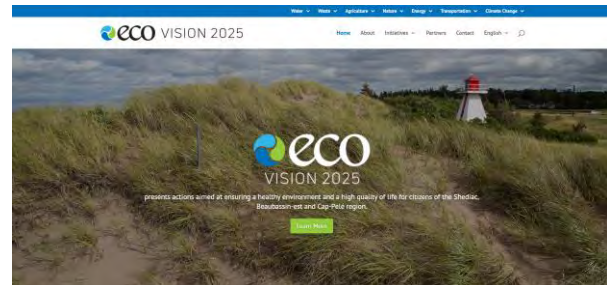 Water Waste Agriculture Nature Energy Transportation Climate Change
eco VISION 2025
Home About Initiatives Partners Contact English
eco
VISION 2025
presents actions aimed at ensuring a healthy environment and a high quality of life for citizens of the Shediac,
Beaubassin-est and Cap-Pelé region.
Learn More